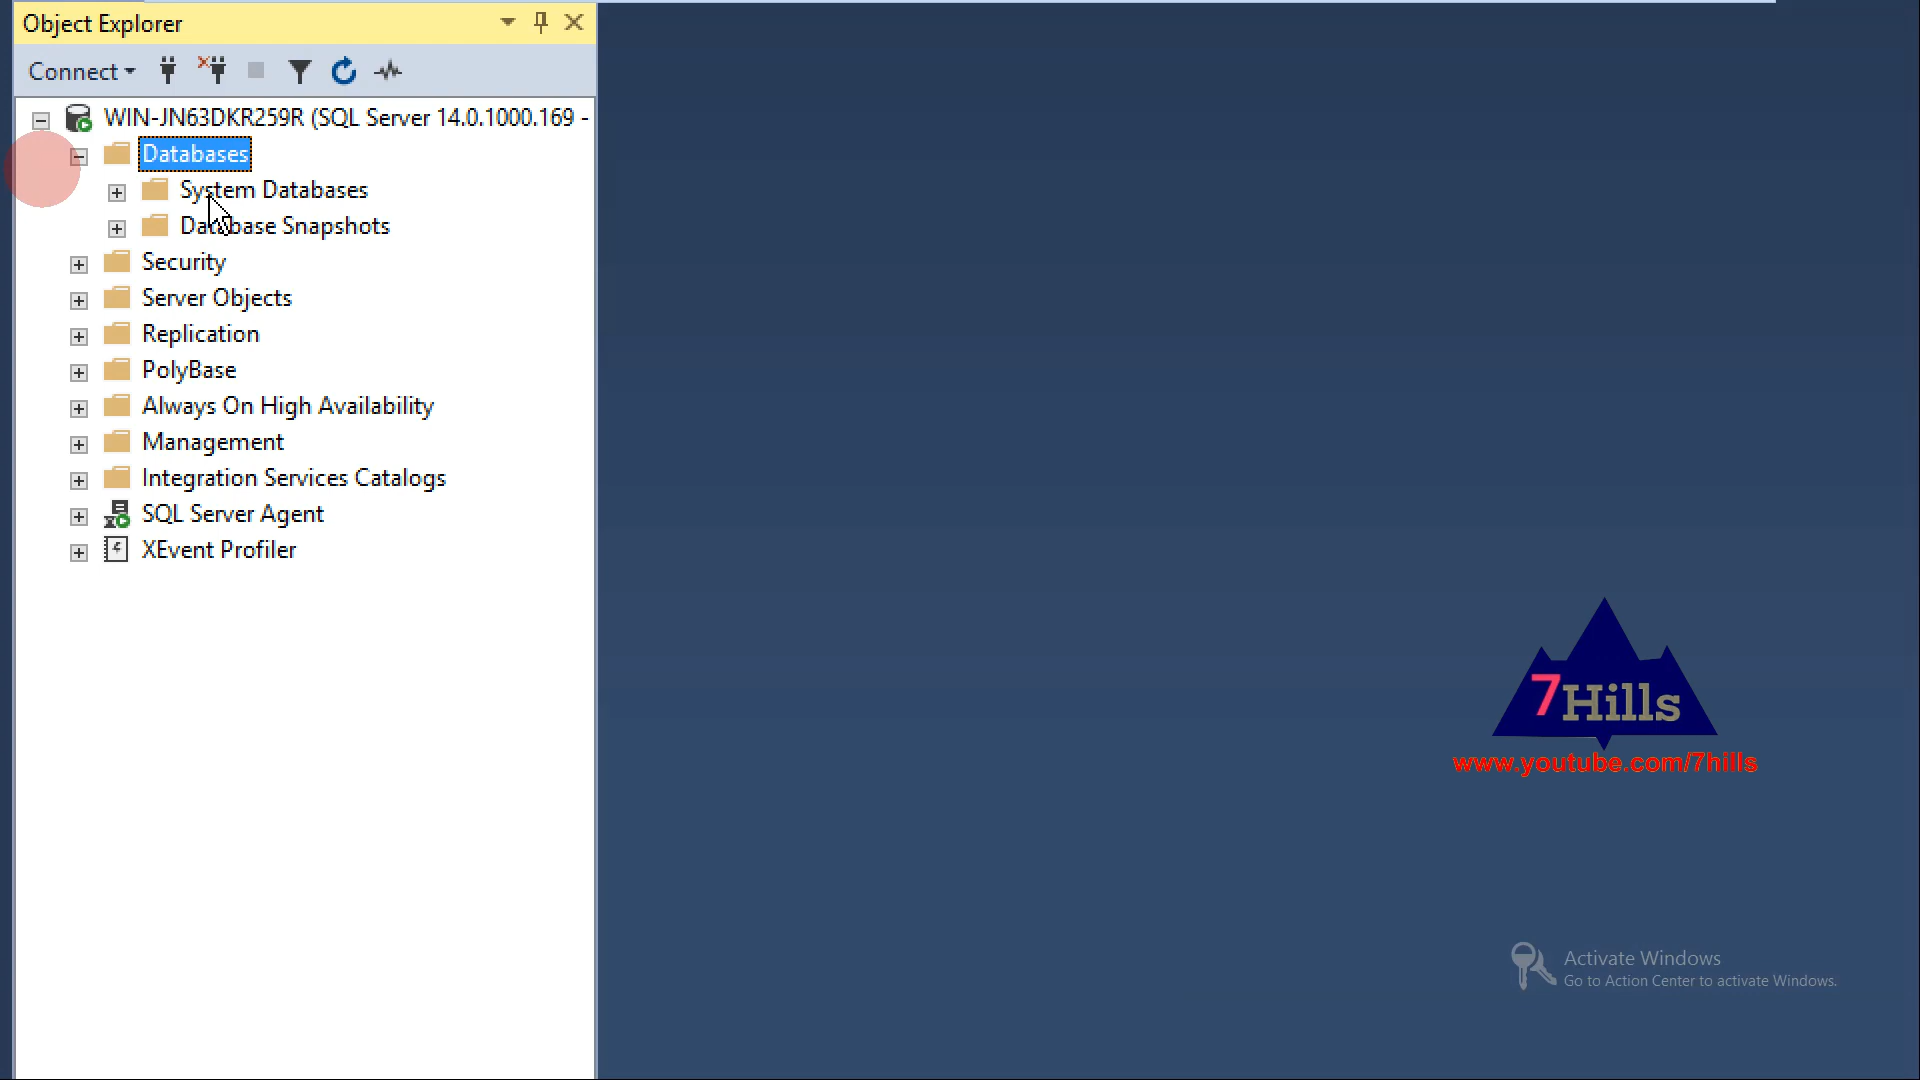 Object Explorer
Connect
WIN-JN63DKR259R (SQL Server 14.0.1000.169 -
Databases
System Databases
Database Snapshots
Security
Server Objects
Replication
PolyBase
Always On High Availability
Management
Integration Services Catalogs
SQL Server Agent
XEvent Profiler
7Hills
www.youtube.com/7hills
Activate Windows
Go to Action Center to activate Windows.